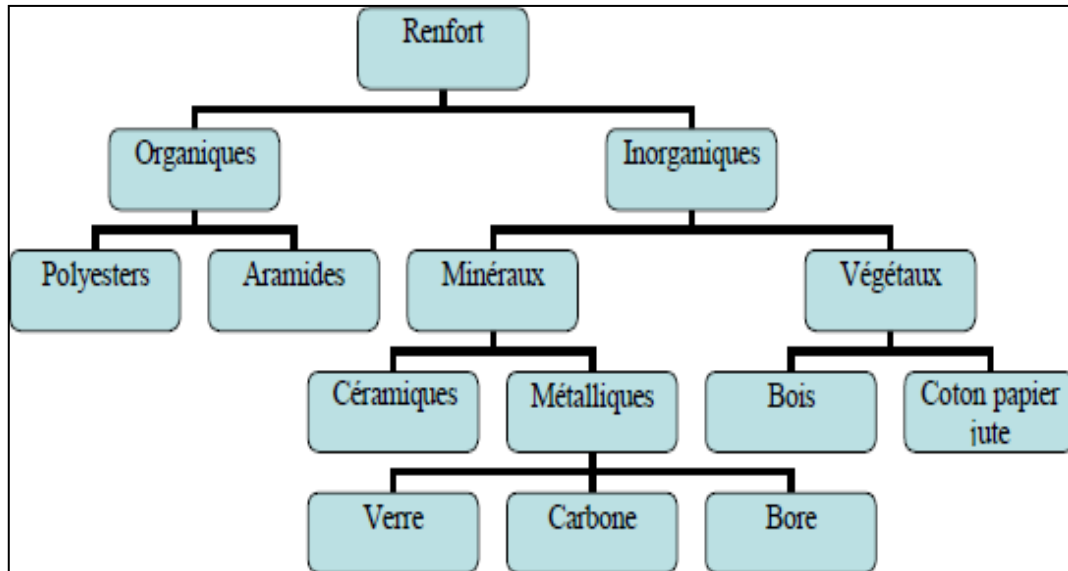 Renfort
Organiques
Inorganiques
Polyesters
Aramides
Minéraux
Végétaux
Céramiques
Métalliques
Bois
Coton papier
jute
Verre
Carbone
Bore